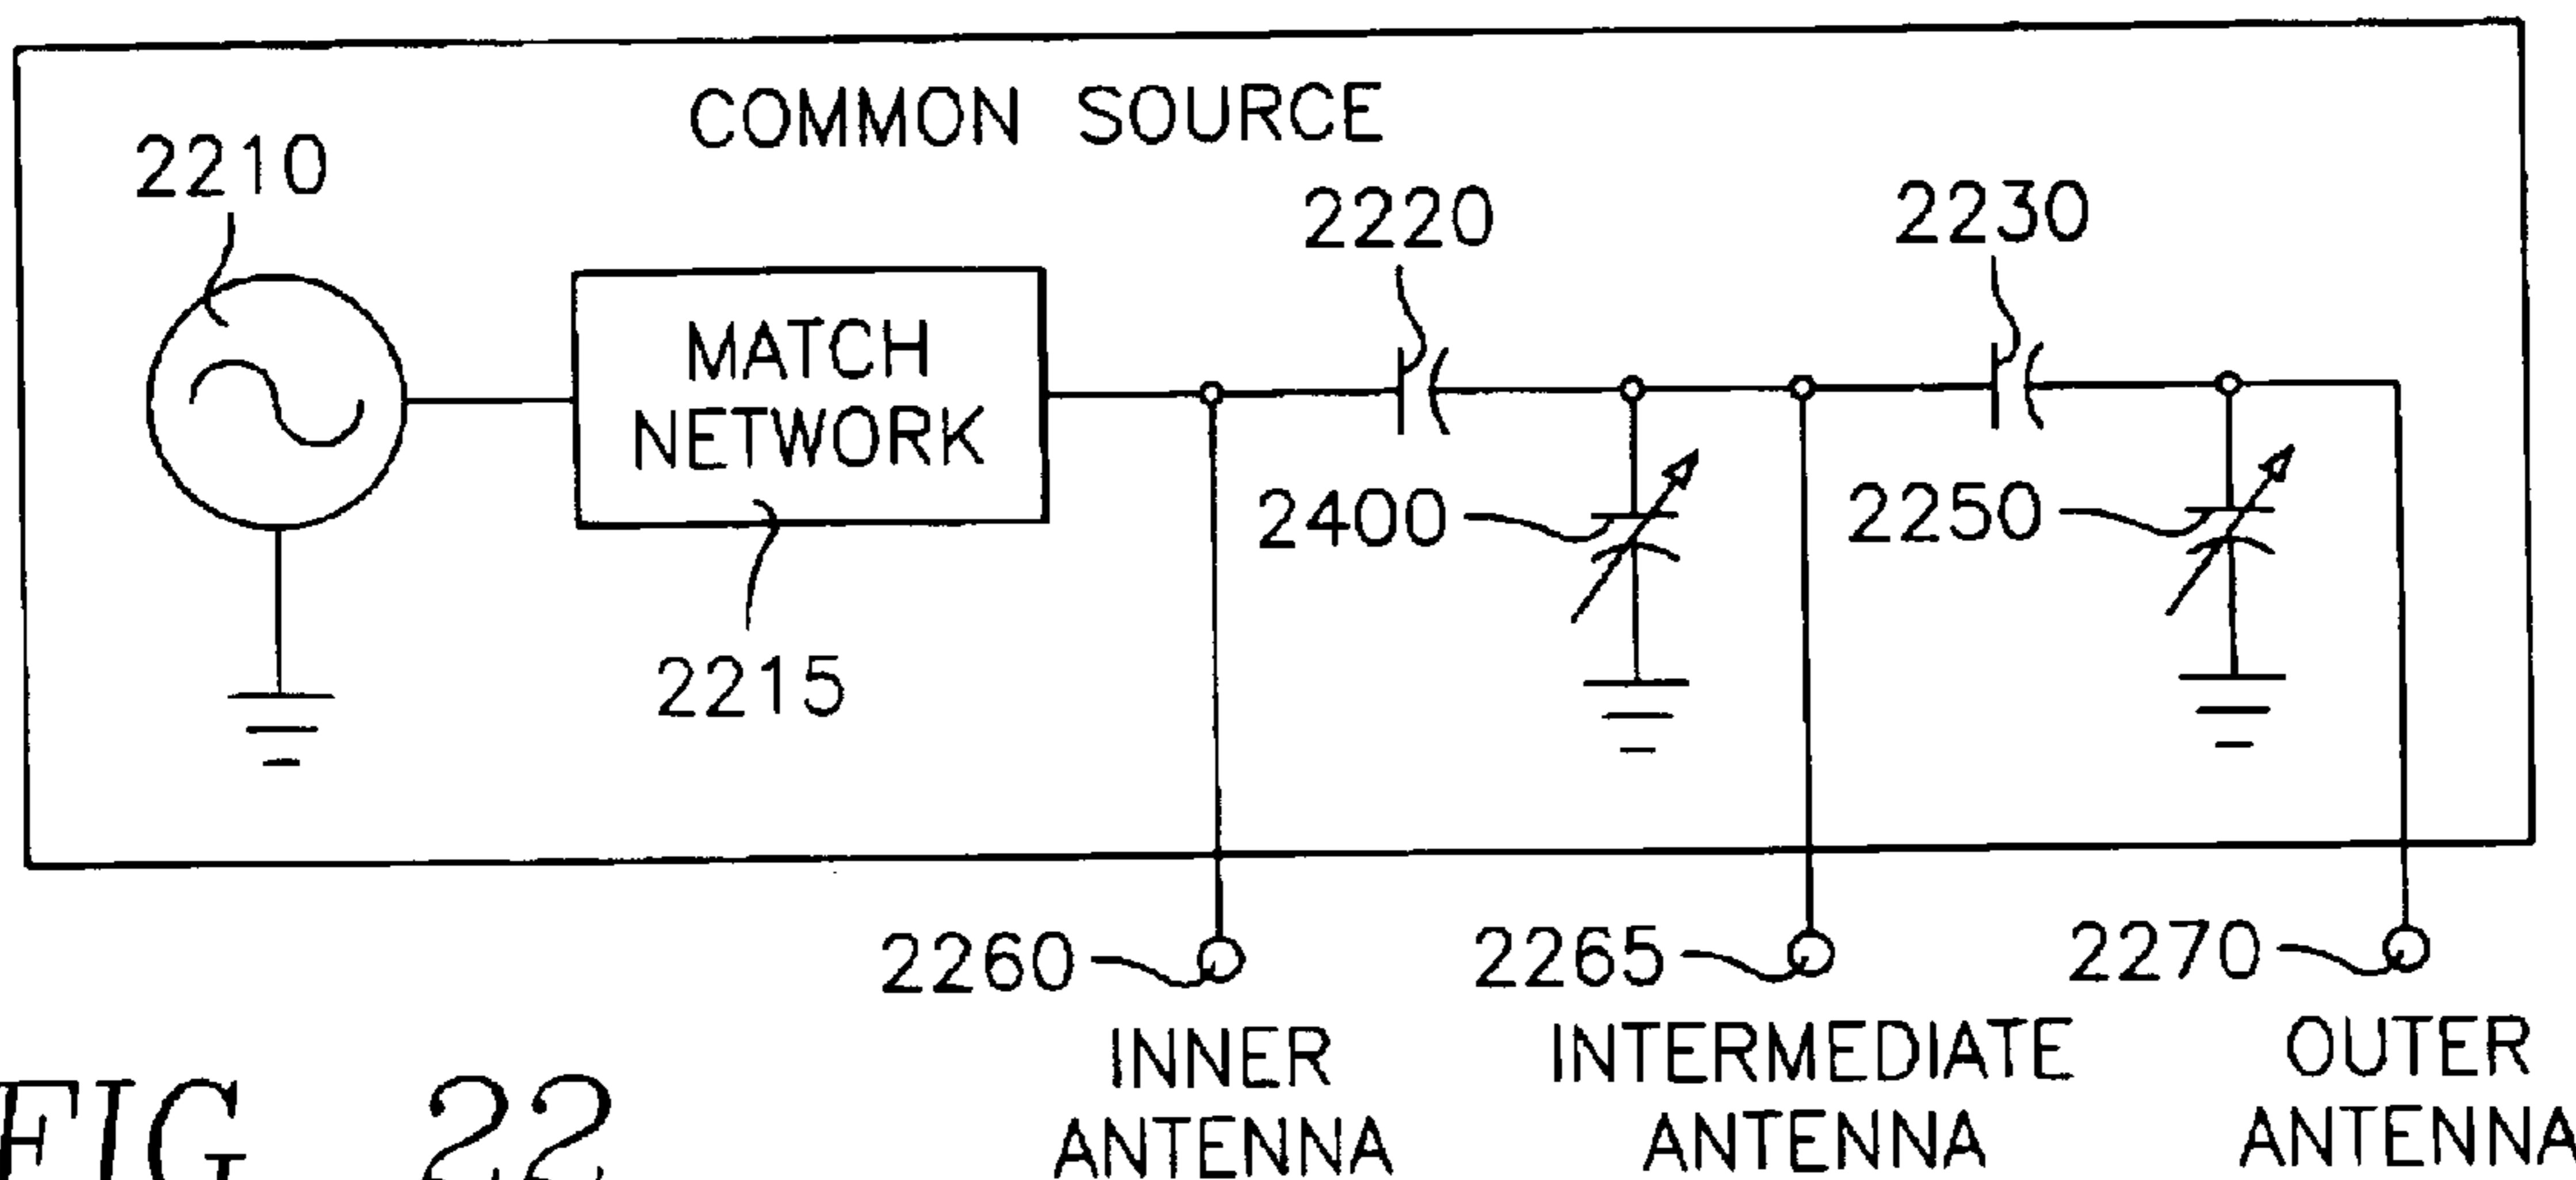 COMMON SOURCE
2210
2220
2230
MATCH
NETWORK
2400
2250
2215
2260
2265
2270
INNER
ANTENNA
INTERMEDIATE
ANTENNA
OUTER
ANTENNA
FIG 22